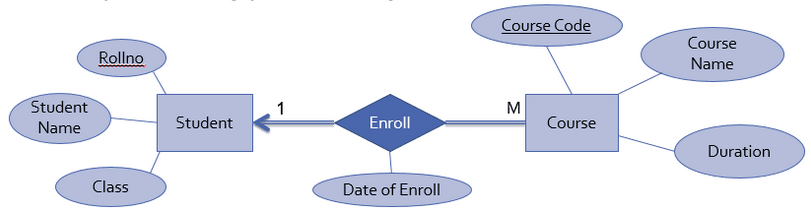 Course Code
Rollno
Course
Name
Student
Name
1
M
Student
Enroll
Course
Duration
Class
Date of Enroll